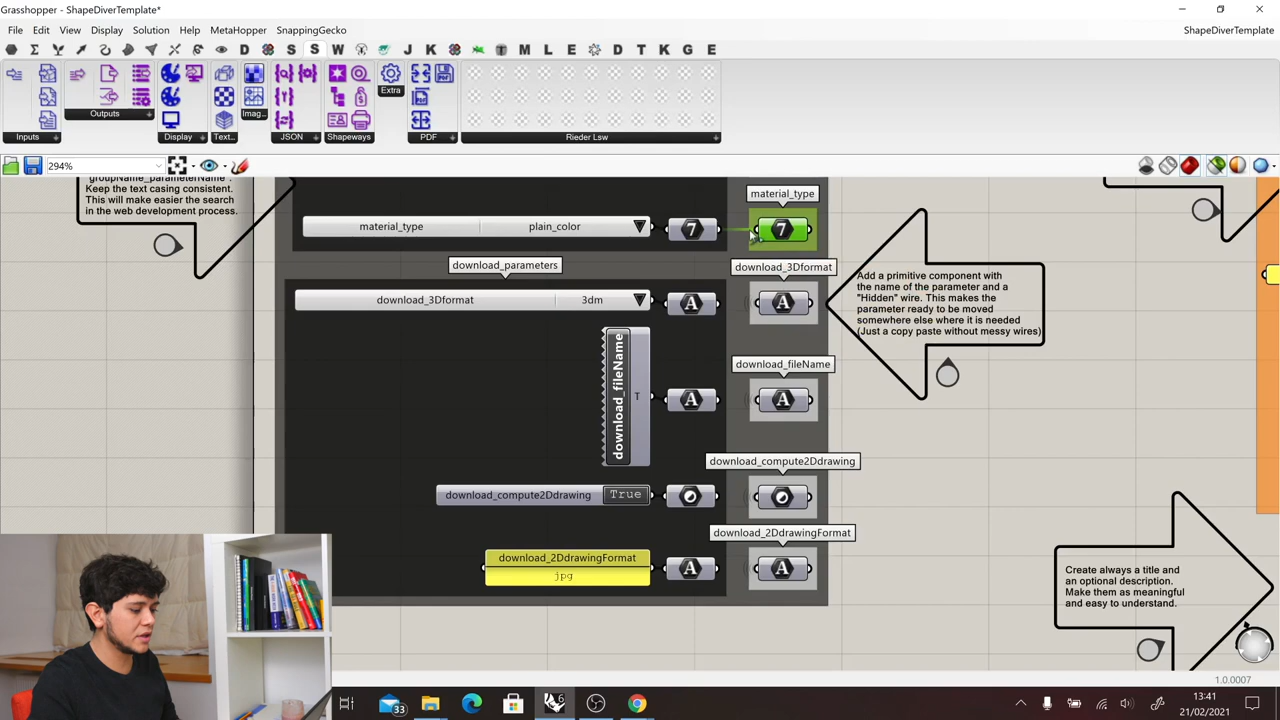 Grasshopper - ShapeDiverTemplate*
File Edit View Display Solution Help MetaHopper SnappingGecko
ShapeDiverTemplate
D S S W J K M L E D T K G E
Extra
Inputs
Outputs
Display
Text...
Imag...
JSON
Shapeways
PDF
Rieder Lsw
294%
Keep the text casing consistent.
This will make easier the search
in the web development process.
material_type
material_type plain_color
7
7
download_parameters
download_3Dformat
download_3Dformat 3dm
A
A
Add a primitive component with
the name of the parameter and a
"Hidden" wire. This makes the
parameter ready to be moved
somewhere else where it is needed
(Just a copy paste without messy wires)
download_fileName
download_fileName
T
A
A
download_compute2Ddrawing
download_compute2Ddrawing True
download_2DdrawingFormat
download_2DdrawingFormat
jpg
A
A
Create always a title and
an optional description.
Make them as meaningful
and easy to understand.
1.0.0007
33
6
13:41
21/02/2021